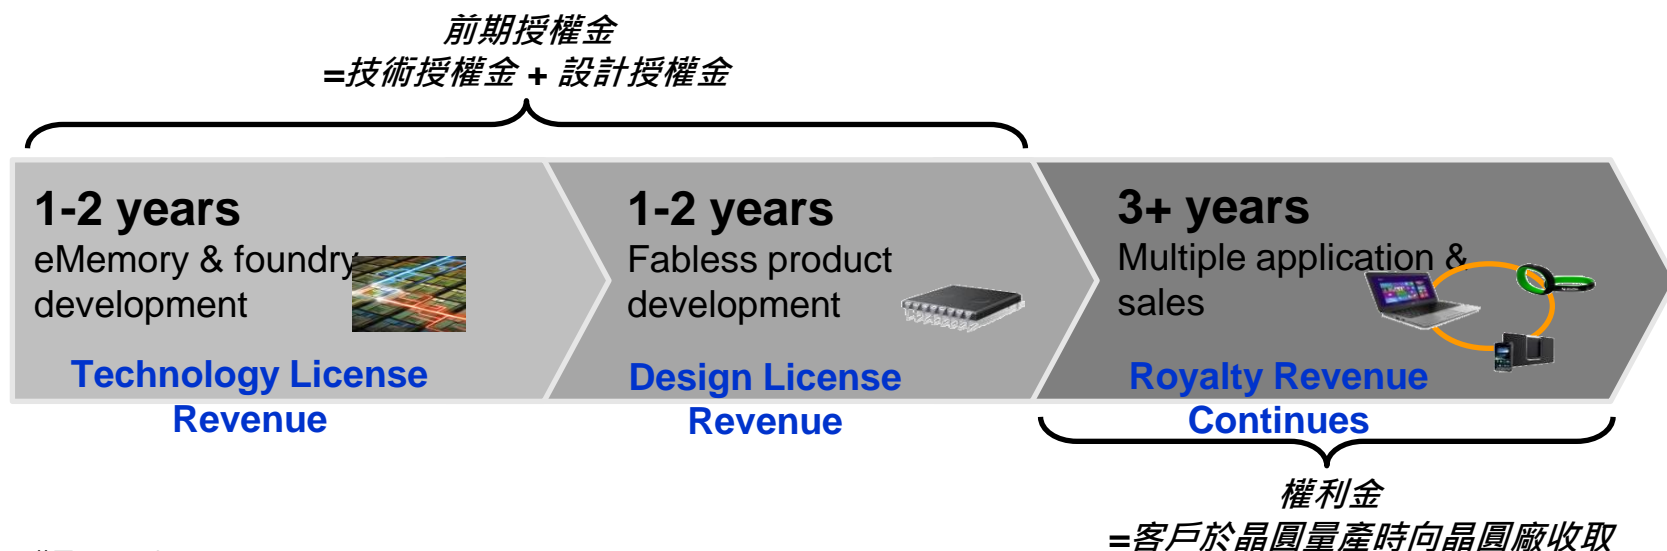 前期授權金
=技術授權金 + 設計授權金
1-2 years
eMemory & foundry
development
Technology License
Revenue
1-2 years
Fabless product
development
Design License
Revenue
3+ years
Multiple application &
sales
Royalty Revenue
Continues
權利金
=客戶於晶圓量產時向晶圓廠收取